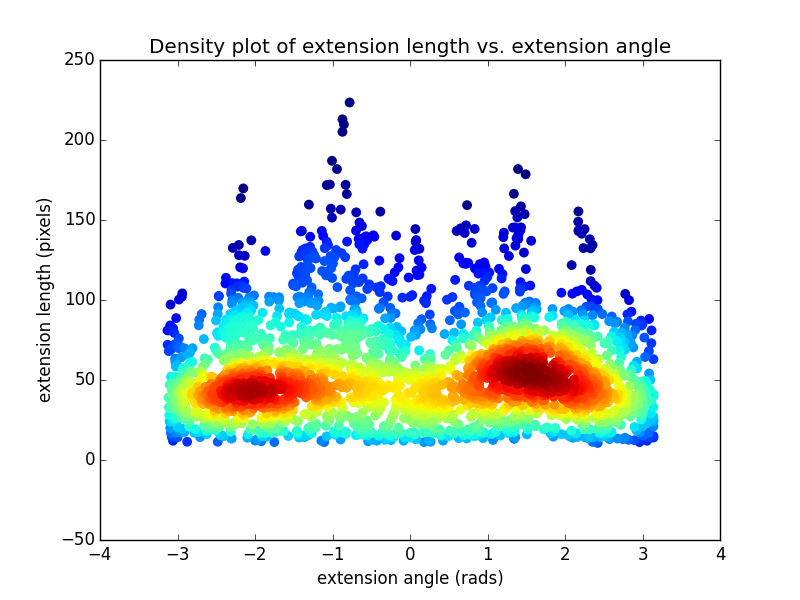 Density plot of extension length vs. extension angle
250
200
150
100
50
0
−50
extension length (pixels)
−4 −3 −2 −1 0 1 2 3 4
extension angle (rads)